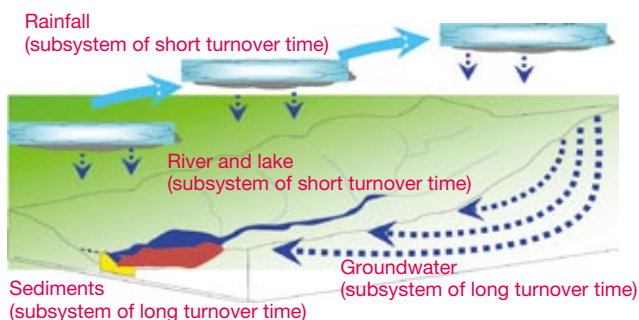 Rainfall
(subsystem of short turnover time)
River and lake
(subsystem of short turnover time)
Groundwater
(subsystem of long turnover time)
Sediments
(subsystem of long turnover time)